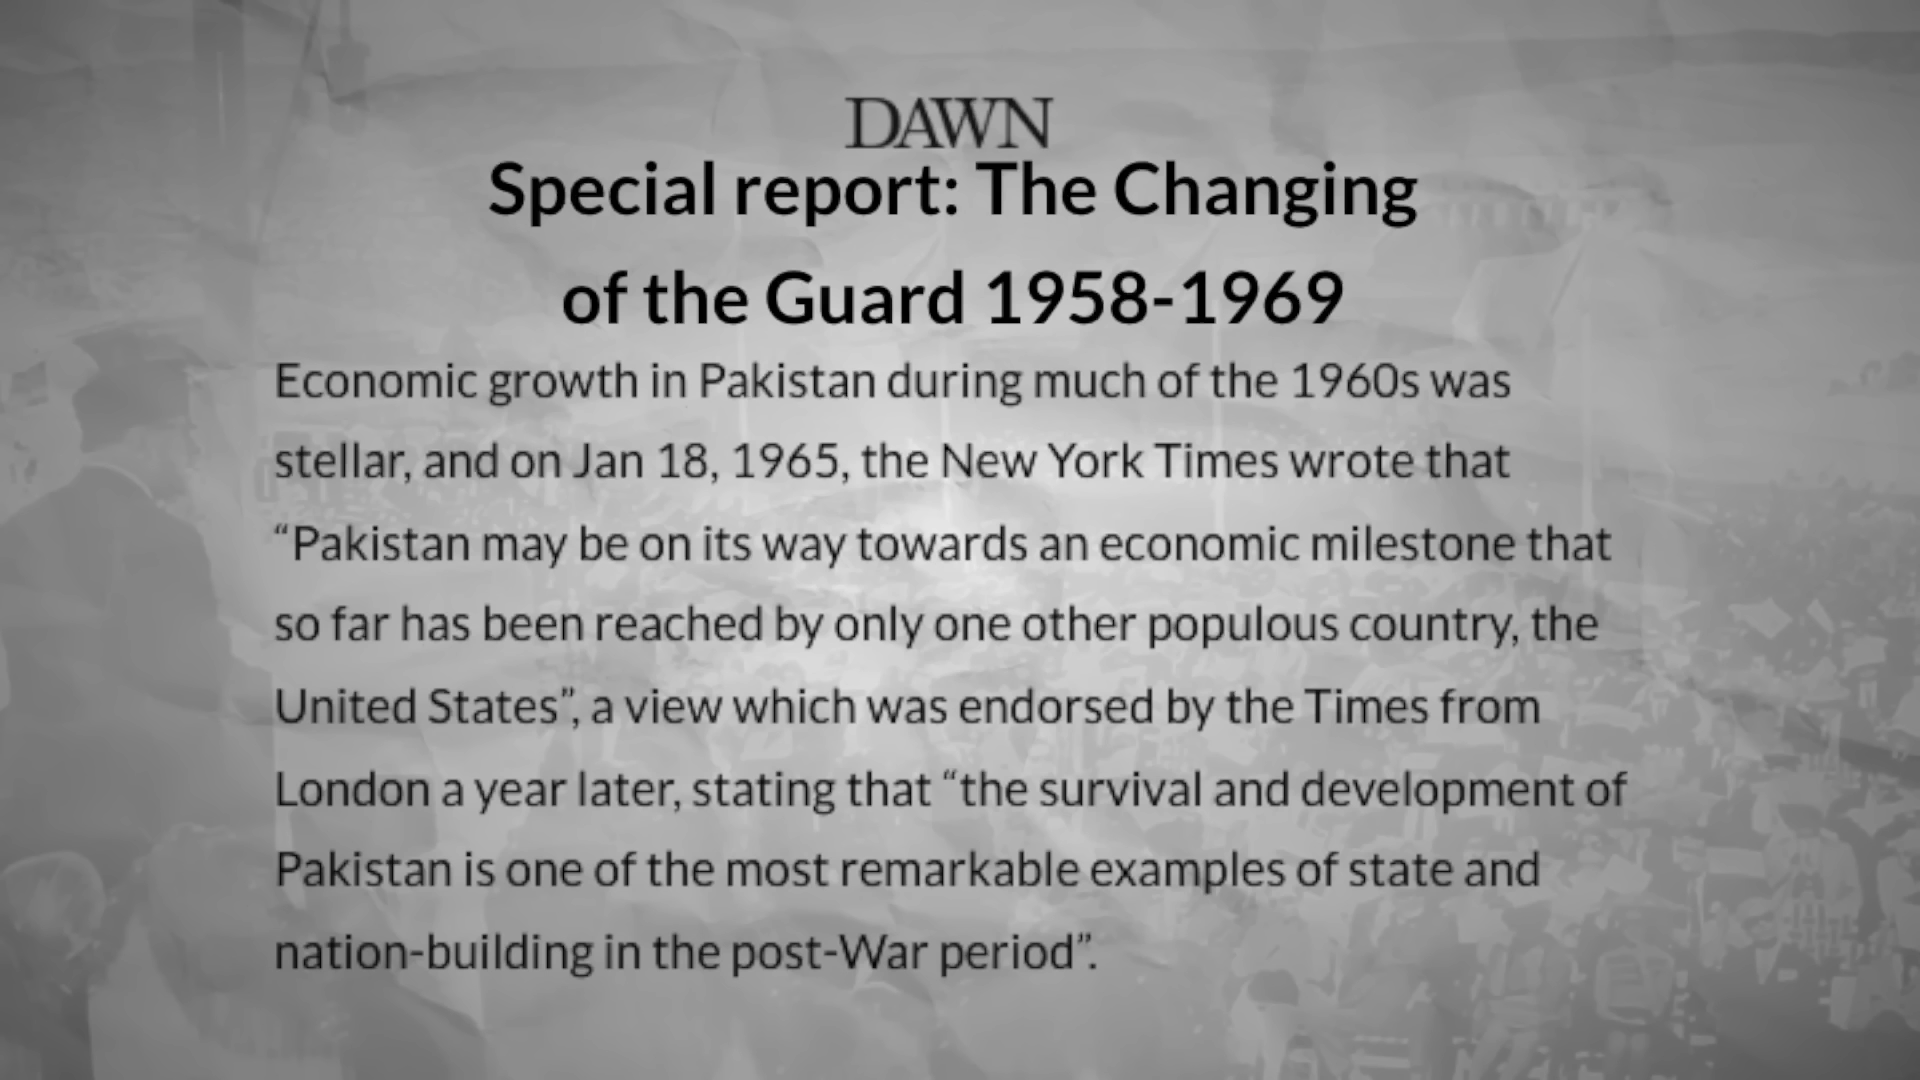 DAWN
Special report: The Changing
of the Guard 1958-1969
Economic growth in Pakistan during much of the 1960s was
stellar, and on Jan 18, 1965, the New York Times wrote that
“Pakistan may be on its way towards an economic milestone that
so far has been reached by only one other populous country, the
United States”, a view which was endorsed by the Times from
London a year later, stating that “the survival and development of
Pakistan is one of the most remarkable examples of state and
nation-building in the post-War period”.